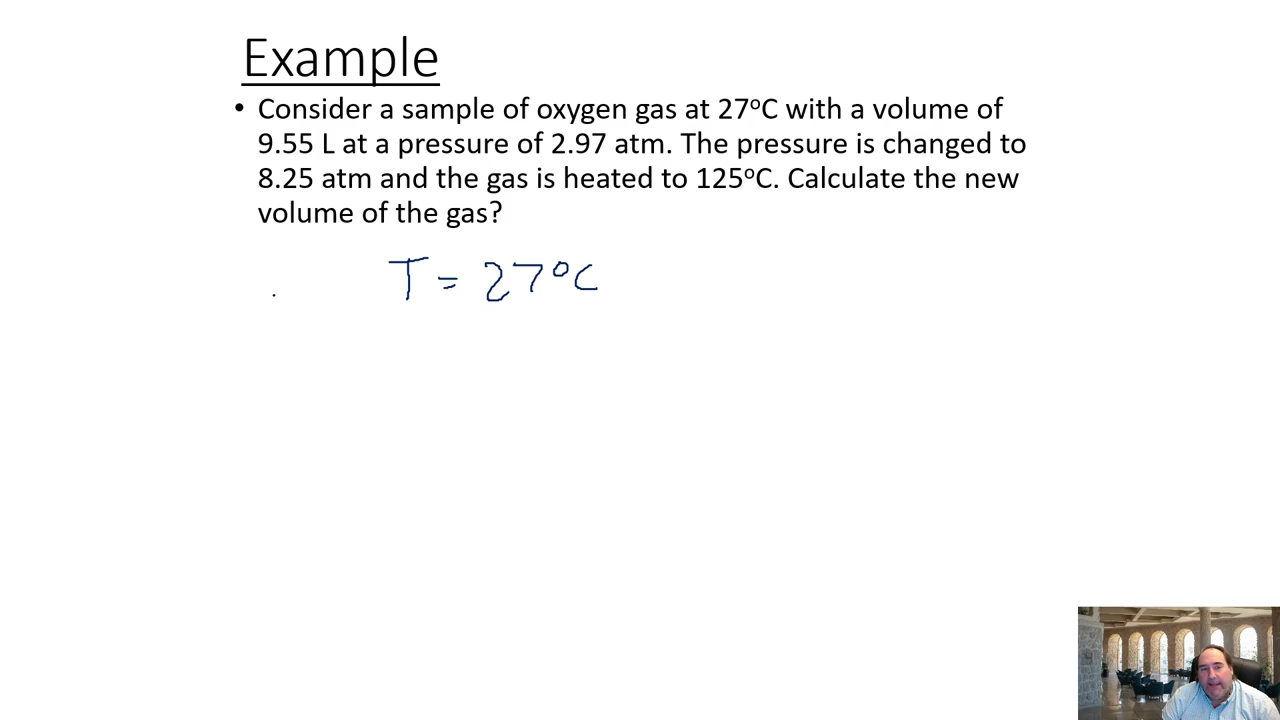 Example
• Consider a sample of oxygen gas at 27°C with a volume of
9.55 L at a pressure of 2.97 atm. The pressure is changed to
8.25 atm and the gas is heated to 125°C. Calculate the new
volume of the gas?
T = 27°C